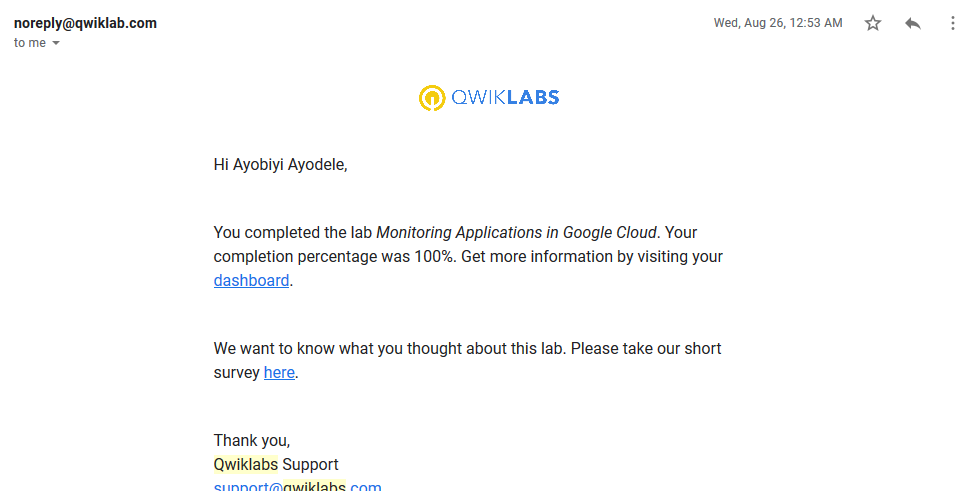 noreply@qwiklab.com
Wed, Aug 26, 12:53 AM
to me
QWIKLABS
Hi Ayobiyi Ayodele,
You completed the lab Monitoring Applications in Google Cloud. Your
completion percentage was 100%. Get more information by visiting your
dashboard.
We want to know what you thought about this lab. Please take our short
survey here.
Thank you,
Qwiklabs Support
support@qwiklabs.com